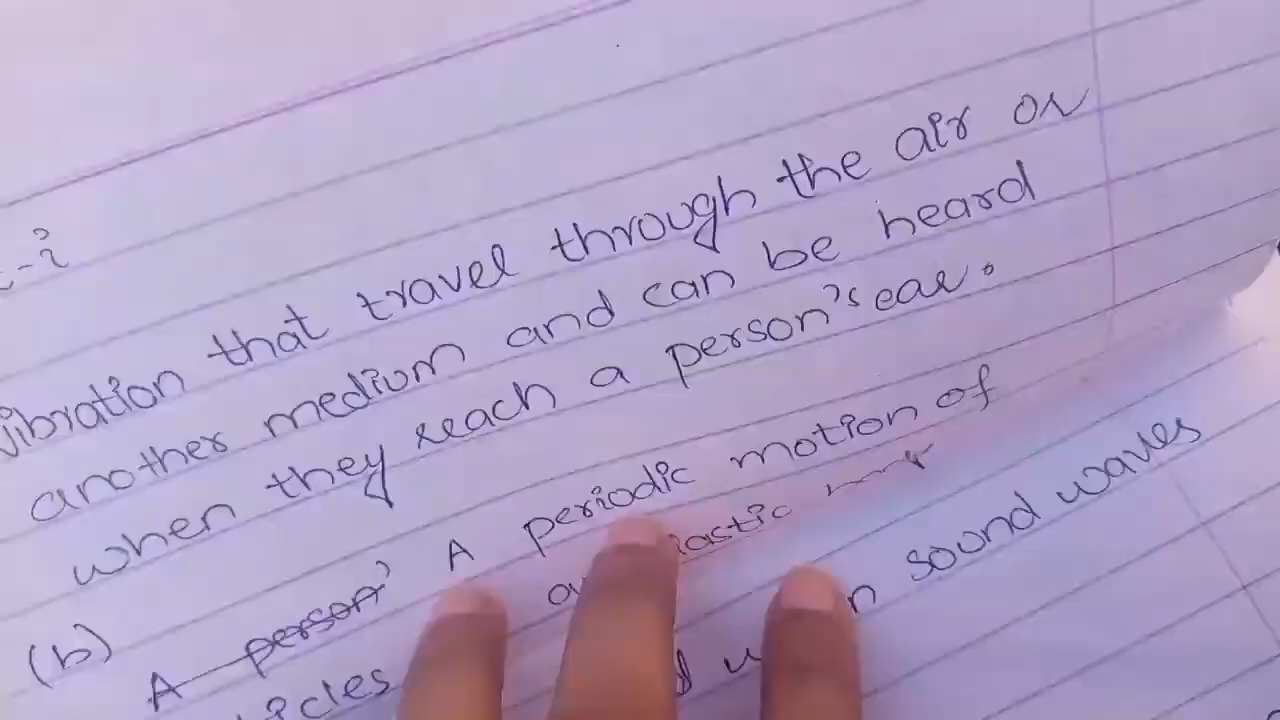 vibration that travel through the air or
another medium and can be heard
when they reach a person's ear.
(b) A person' A periodic motion of
sound waves